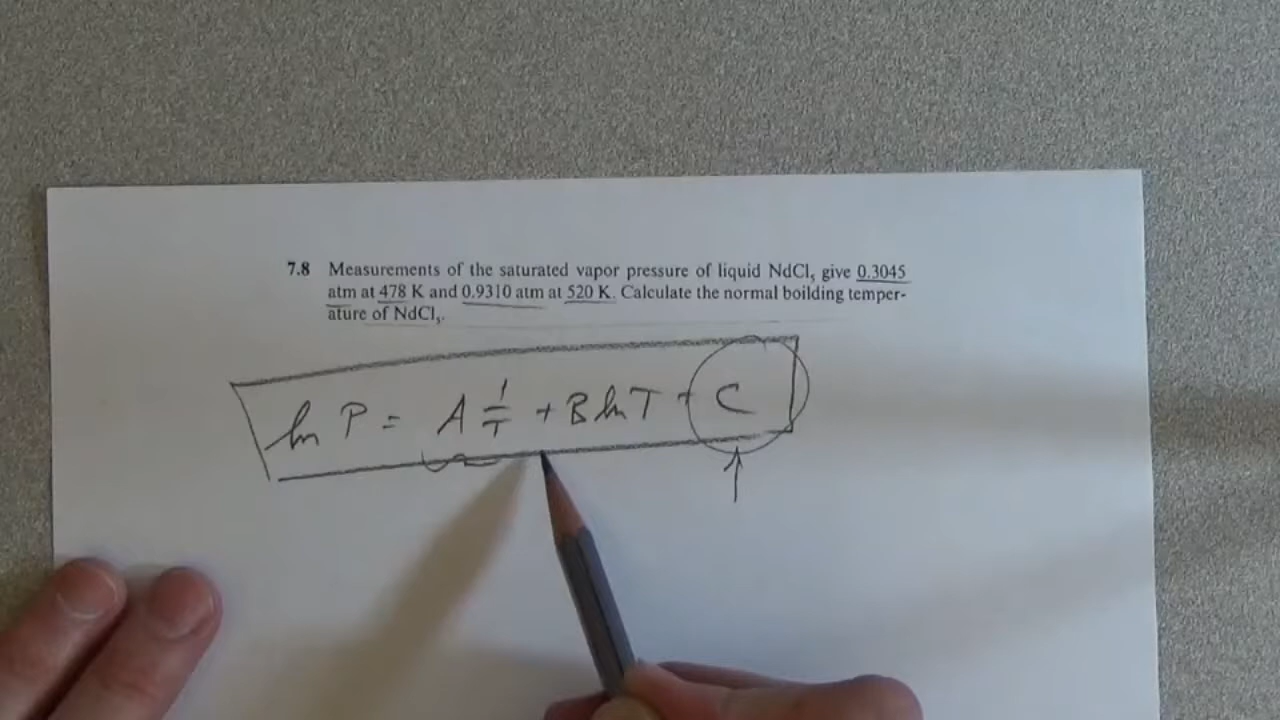 7.8 Measurements of the saturated vapor pressure of liquid NdCl₅ give 0.3045
atm at 478 K and 0.9310 atm at 520 K. Calculate the normal boilding temper-
ature of NdCl₅.
ln P = A 1/T + B ln T + C